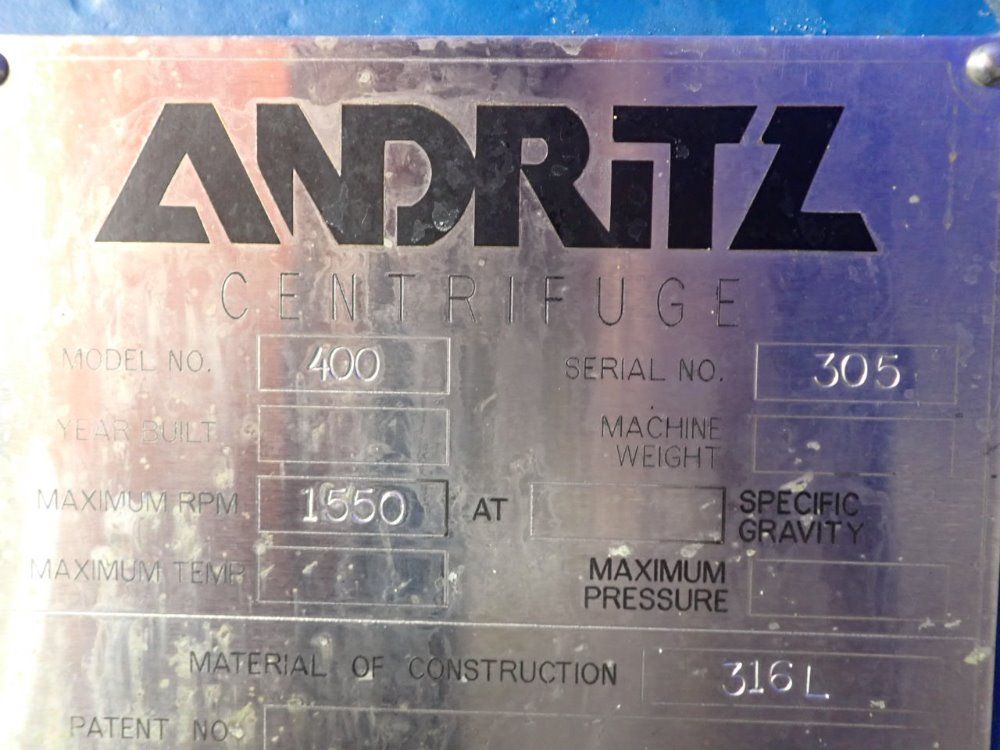 ANDRiTZ
CENTRIFUGE
MODEL NO. 400 SERIAL NO. 305
YEAR BUILT MACHINE WEIGHT
MAXIMUM RPM 1550 AT SPECIFIC GRAVITY
MAXIMUM TEMP MAXIMUM PRESSURE
MATERIAL OF CONSTRUCTION 316L
PATENT NO.